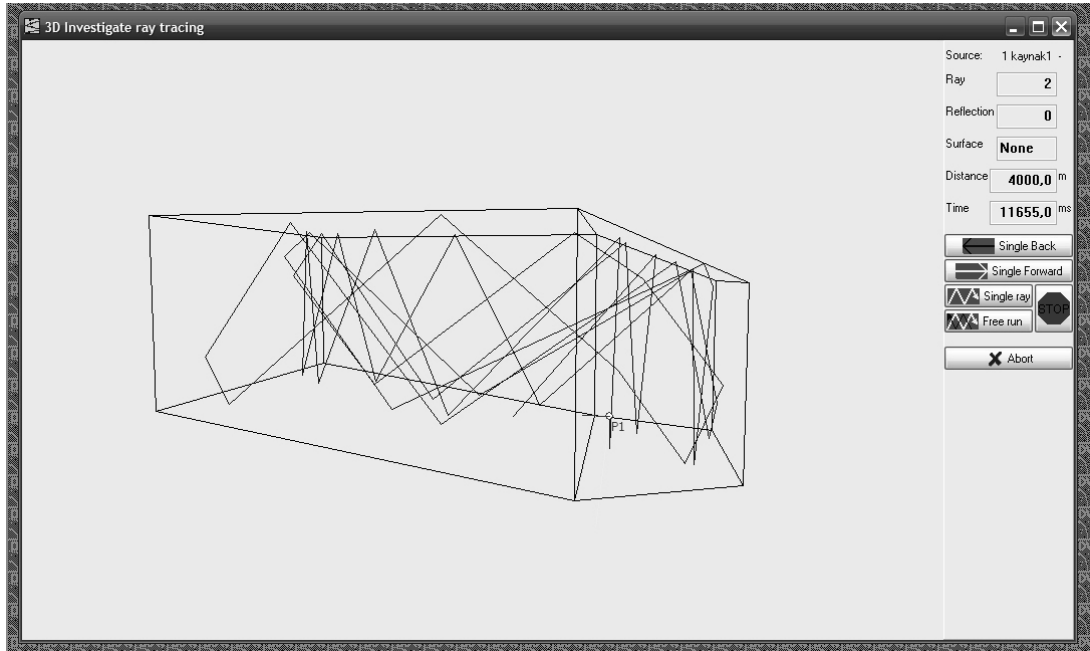 3D Investigate ray tracing
Source: 1 kaynak1 -
Ray 2
Reflection 0
Surface None
Distance 4000,0 m
Time 11655,0 ms
Single Back
Single Forward
Single ray
STOP
Free run
Abort
P1